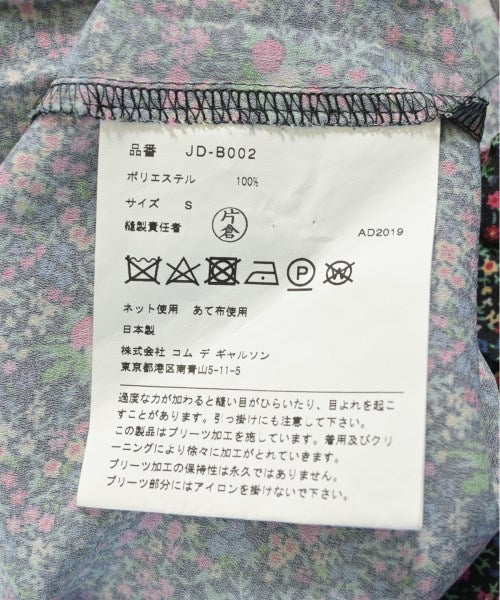 品番 JD-B002
ポリエステル 100%
サイズ S
縫製責任者 片倉 AD2019
ネット使用 あて布使用
日本製
株式会社 コム デ ギャルソン
東京都港区南青山5-11-5
過度な力が加わると縫い目がひらいたり、目よれを起こ
すことがあります。引っ掛けにも注意して下さい。
この製品はプリーツ加工を施しています。着用及びクリ
ーニングにより徐々に加工がとれていきます。
プリーツ加工の保持性は永久ではありません。
プリーツ部分にはアイロンを掛けないで下さい。